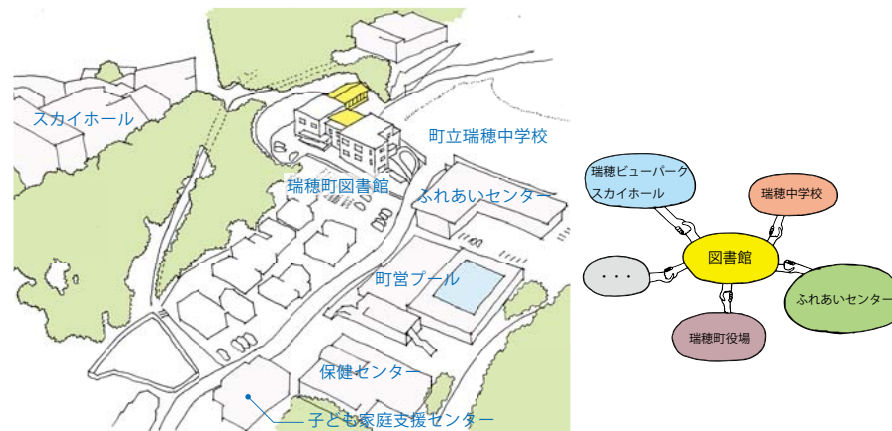 スカイホール
町立瑞穂中学校
瑞穂町図書館
ふれあいセンター
町営プール
保健センター
子ども家庭支援センター
瑞穂ビューパーク
スカイホール
瑞穂中学校
図書館
・・・
ふれあいセンター
瑞穂町役場